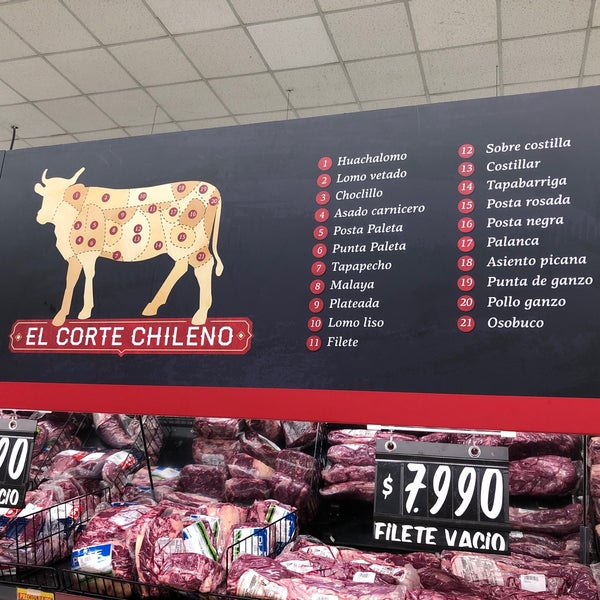 EL CORTE CHILENO
1 Huachalomo
2 Lomo vetado
3 Choclillo
4 Asado carnicero
5 Posta Paleta
6 Punta Paleta
7 Tapapecho
8 Malaya
9 Plateada
10 Lomo liso
11 Filete
12 Sobre costilla
13 Costillar
14 Tapabarriga
15 Posta rosada
16 Posta negra
17 Palanca
18 Asiento picana
19 Punta de ganzo
20 Pollo ganzo
21 Osobuco
90
ACIO
$7.990
FILETE VACIO